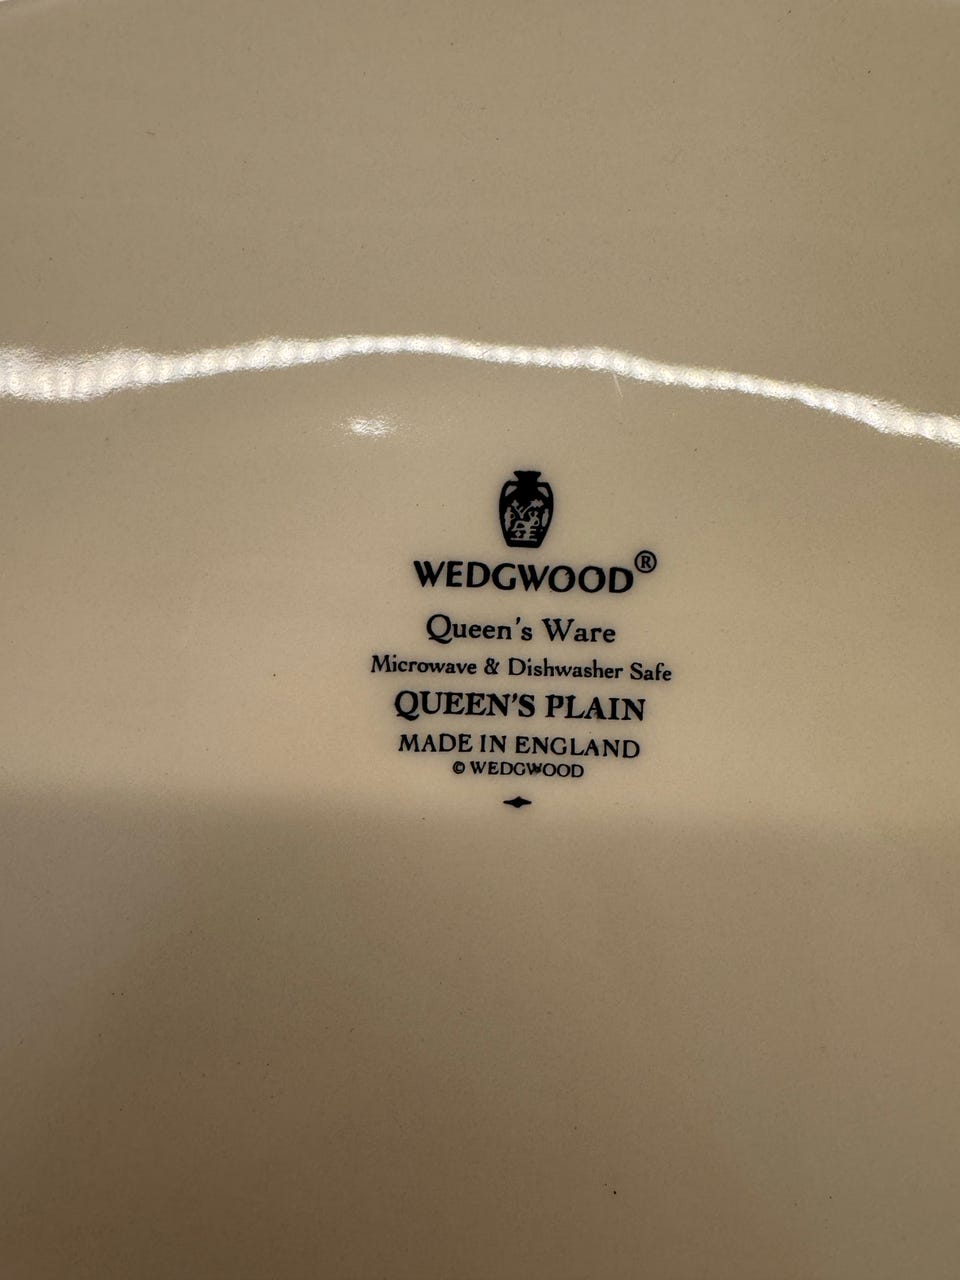 WEDGWOOD®
Queen's Ware
Microwave & Dishwasher Safe
QUEEN'S PLAIN
MADE IN ENGLAND
© WEDGWOOD